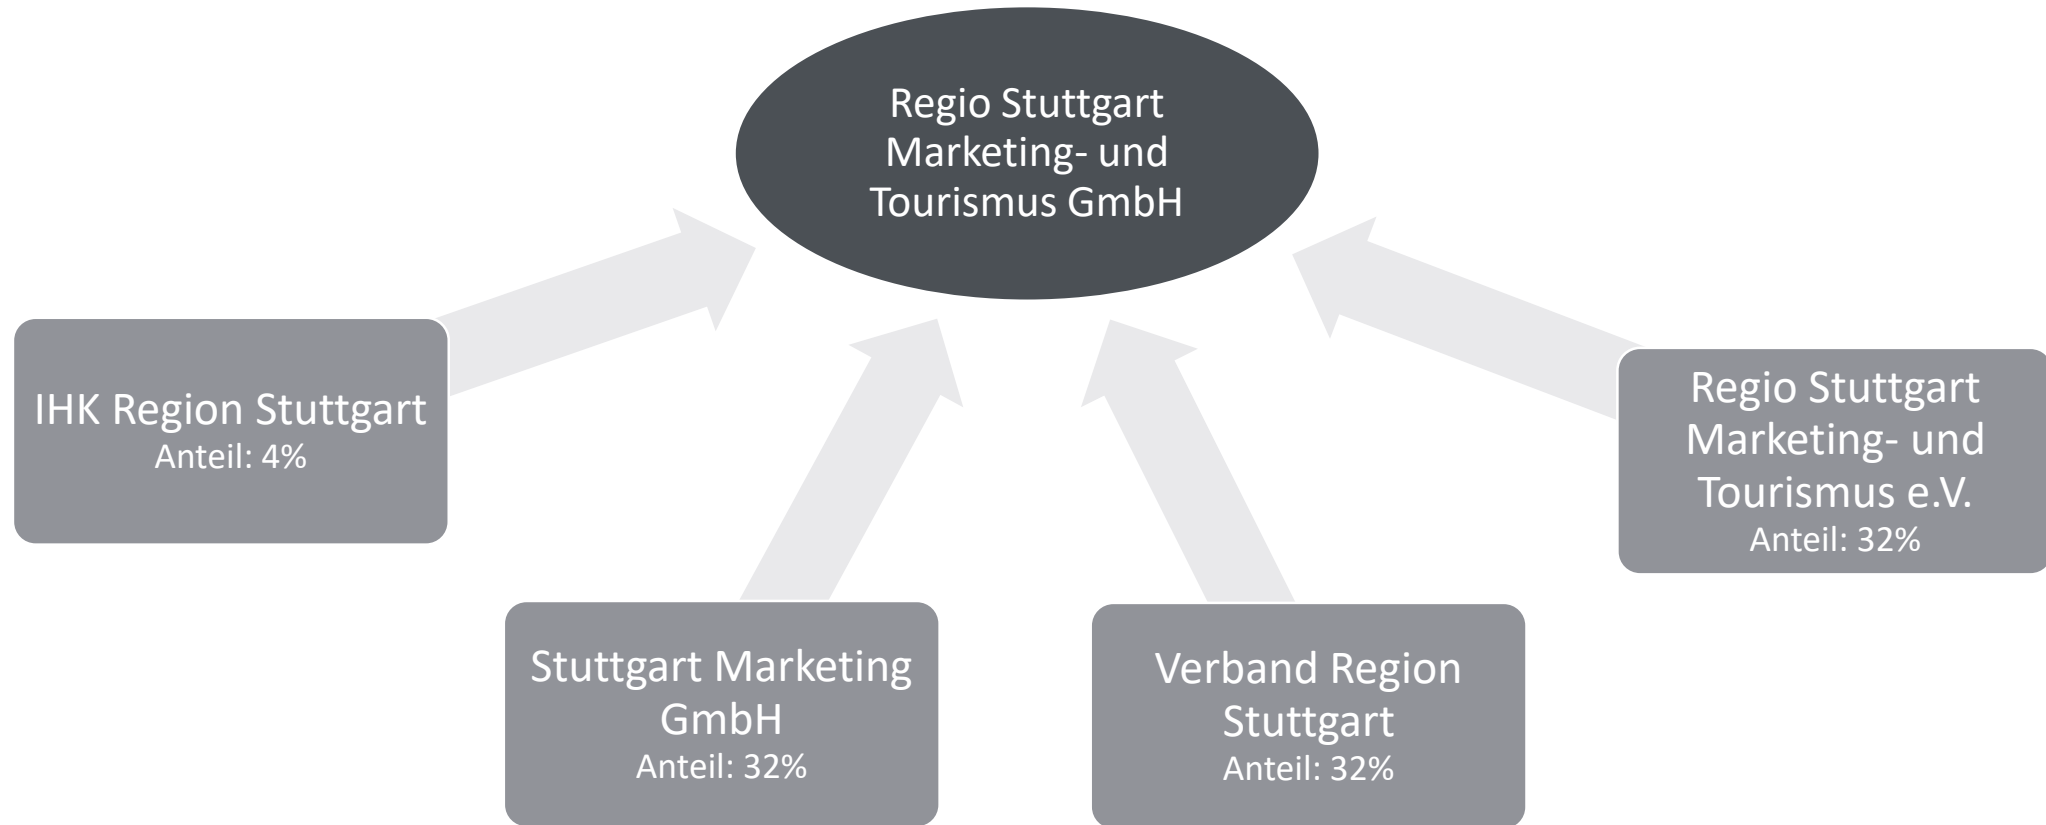 Regio Stuttgart
Marketing- und
Tourismus GmbH
IHK Region Stuttgart
Anteil: 4%
Stuttgart Marketing
GmbH
Anteil: 32%
Verband Region
Stuttgart
Anteil: 32%
Regio Stuttgart
Marketing- und
Tourismus e.V.
Anteil: 32%